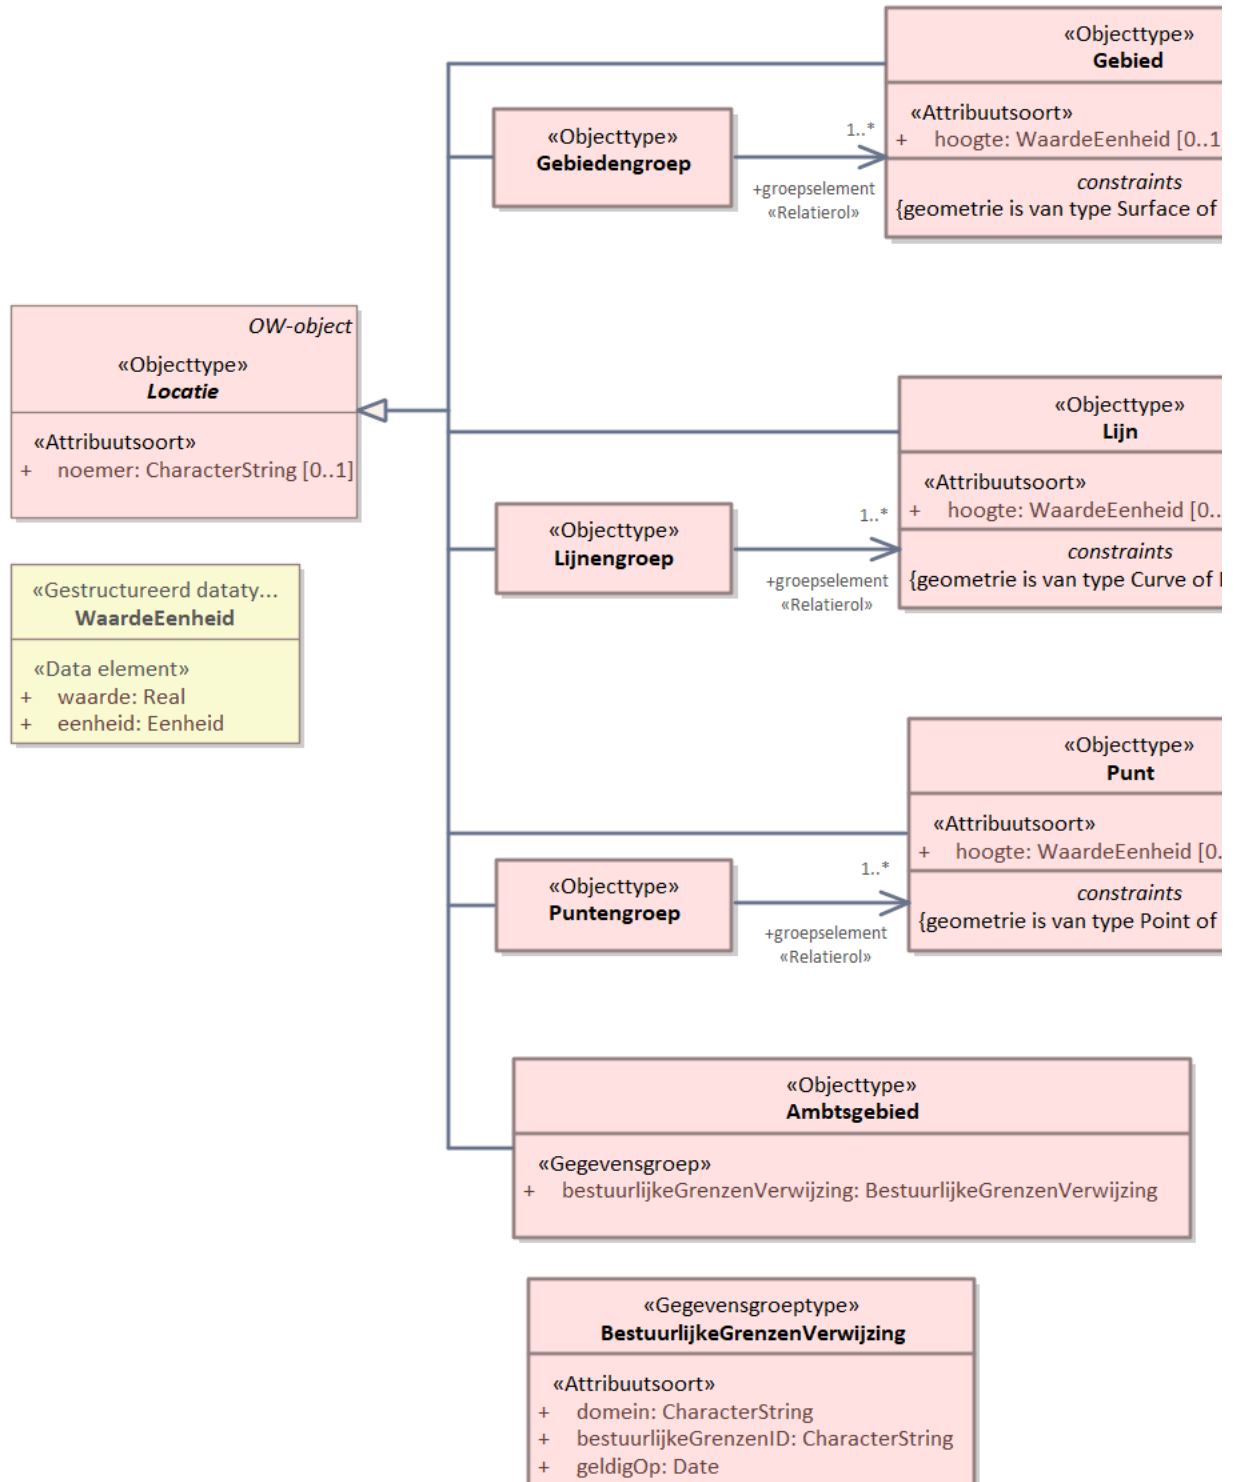 «Objecttype»
Gebied
«Attribuutsoort»
+ hoogte: WaardeEenheid [0..1
constraints
{geometrie is van type Surface of
«Objecttype»
Gebiedengroep
1..*
+groepselement
«Relatierol»
OW-object
«Objecttype»
Locatie
«Attribuutsoort»
+ noemer: CharacterString [0..1]
«Objecttype»
Lijn
«Attribuutsoort»
+ hoogte: WaardeEenheid [0..
constraints
{geometrie is van type Curve of
«Objecttype»
Lijnengroep
1..*
+groepselement
«Relatierol»
«Gestructureerd dataty...
WaardeEenheid
«Data element»
+ waarde: Real
+ eenheid: Eenheid
«Objecttype»
Punt
«Attribuutsoort»
+ hoogte: WaardeEenheid [0.
constraints
{geometrie is van type Point of
«Objecttype»
Puntengroep
1..*
+groepselement
«Relatierol»
«Objecttype»
Ambtsgebied
«Gegevensgroep»
+ bestuurlijkeGrenzenVerwijzing: BestuurlijkeGrenzenVerwijzing
«Gegevensgroeptype»
BestuurlijkeGrenzenVerwijzing
«Attribuutsoort»
+ domein: CharacterString
+ bestuurlijkeGrenzenID: CharacterString
+ geldigOp: Date